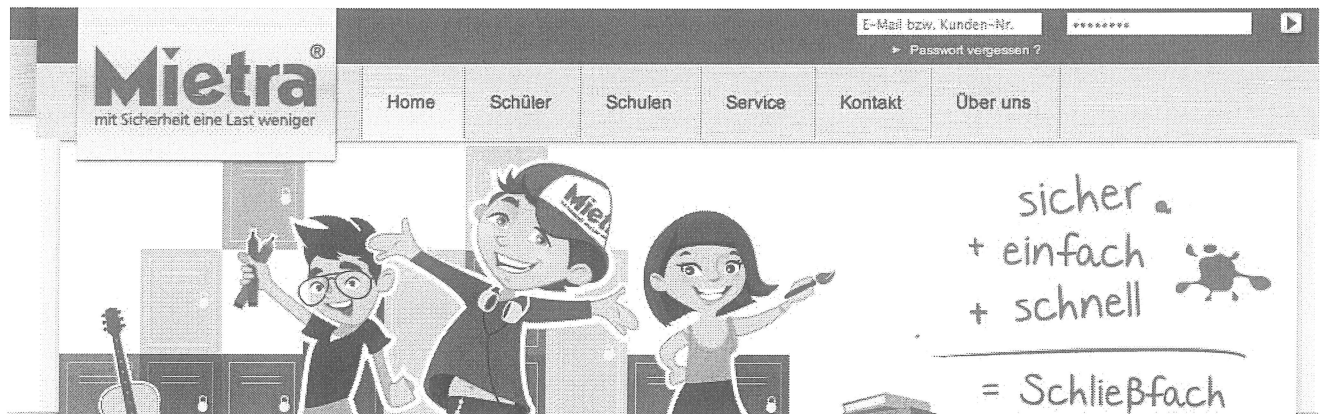 E-Mail bzw. Kunden-Nr.
********
► Passwort vergessen ?
Mietra®
mit Sicherheit eine Last weniger
Home
Schüler
Schulen
Service
Kontakt
Über uns
Miet
sicher
+ einfach
+ schnell
= Schließfach